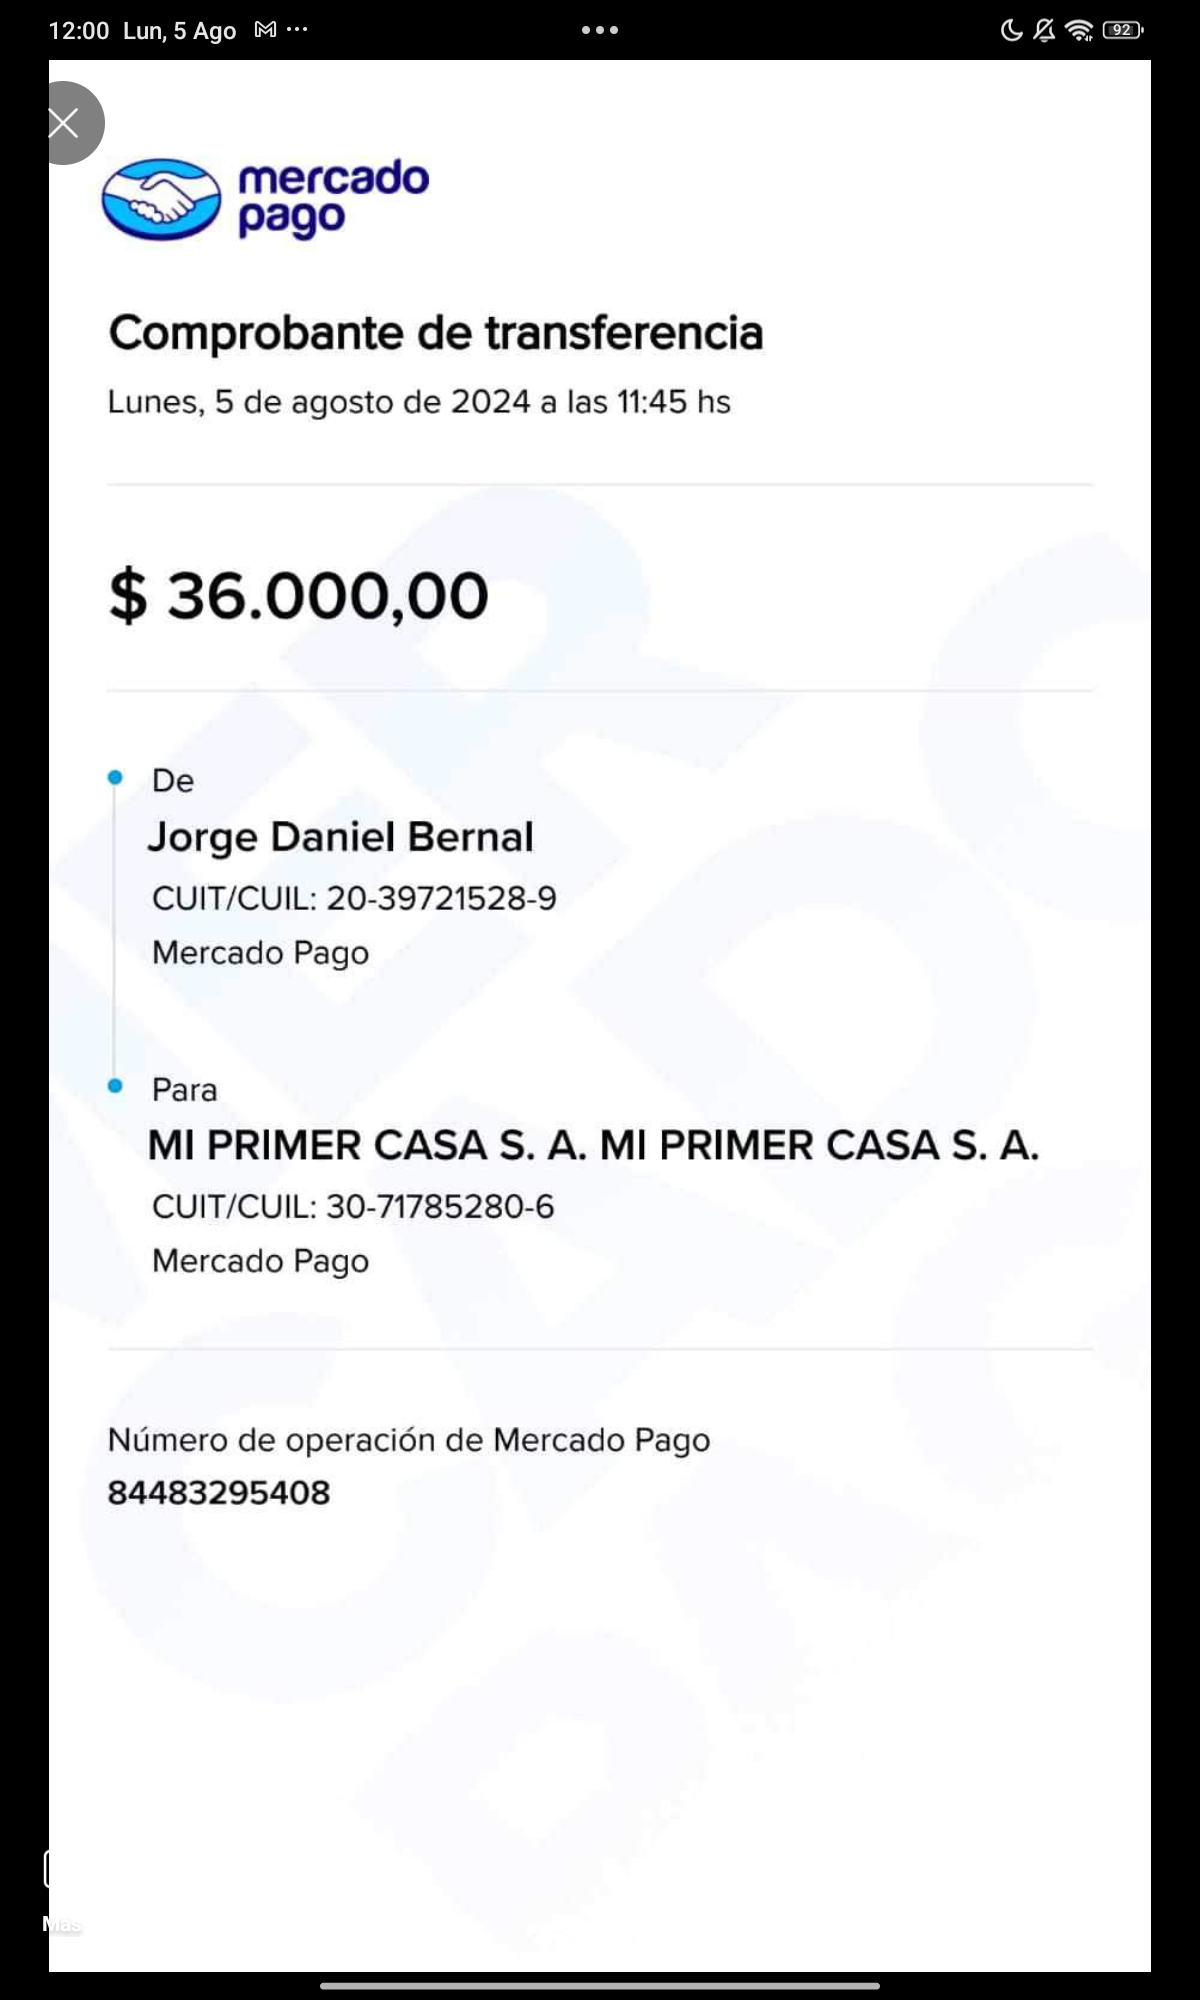 12:00 Lun, 5 Ago
92
mercado
pago
Comprobante de transferencia
Lunes, 5 de agosto de 2024 a las 11:45 hs
$ 36.000,00
De
Jorge Daniel Bernal
CUIT/CUIL: 20-39721528-9
Mercado Pago
Para
MI PRIMER CASA S. A. MI PRIMER CASA S. A.
CUIT/CUIL: 30-71785280-6
Mercado Pago
Número de operación de Mercado Pago
84483295408
Más